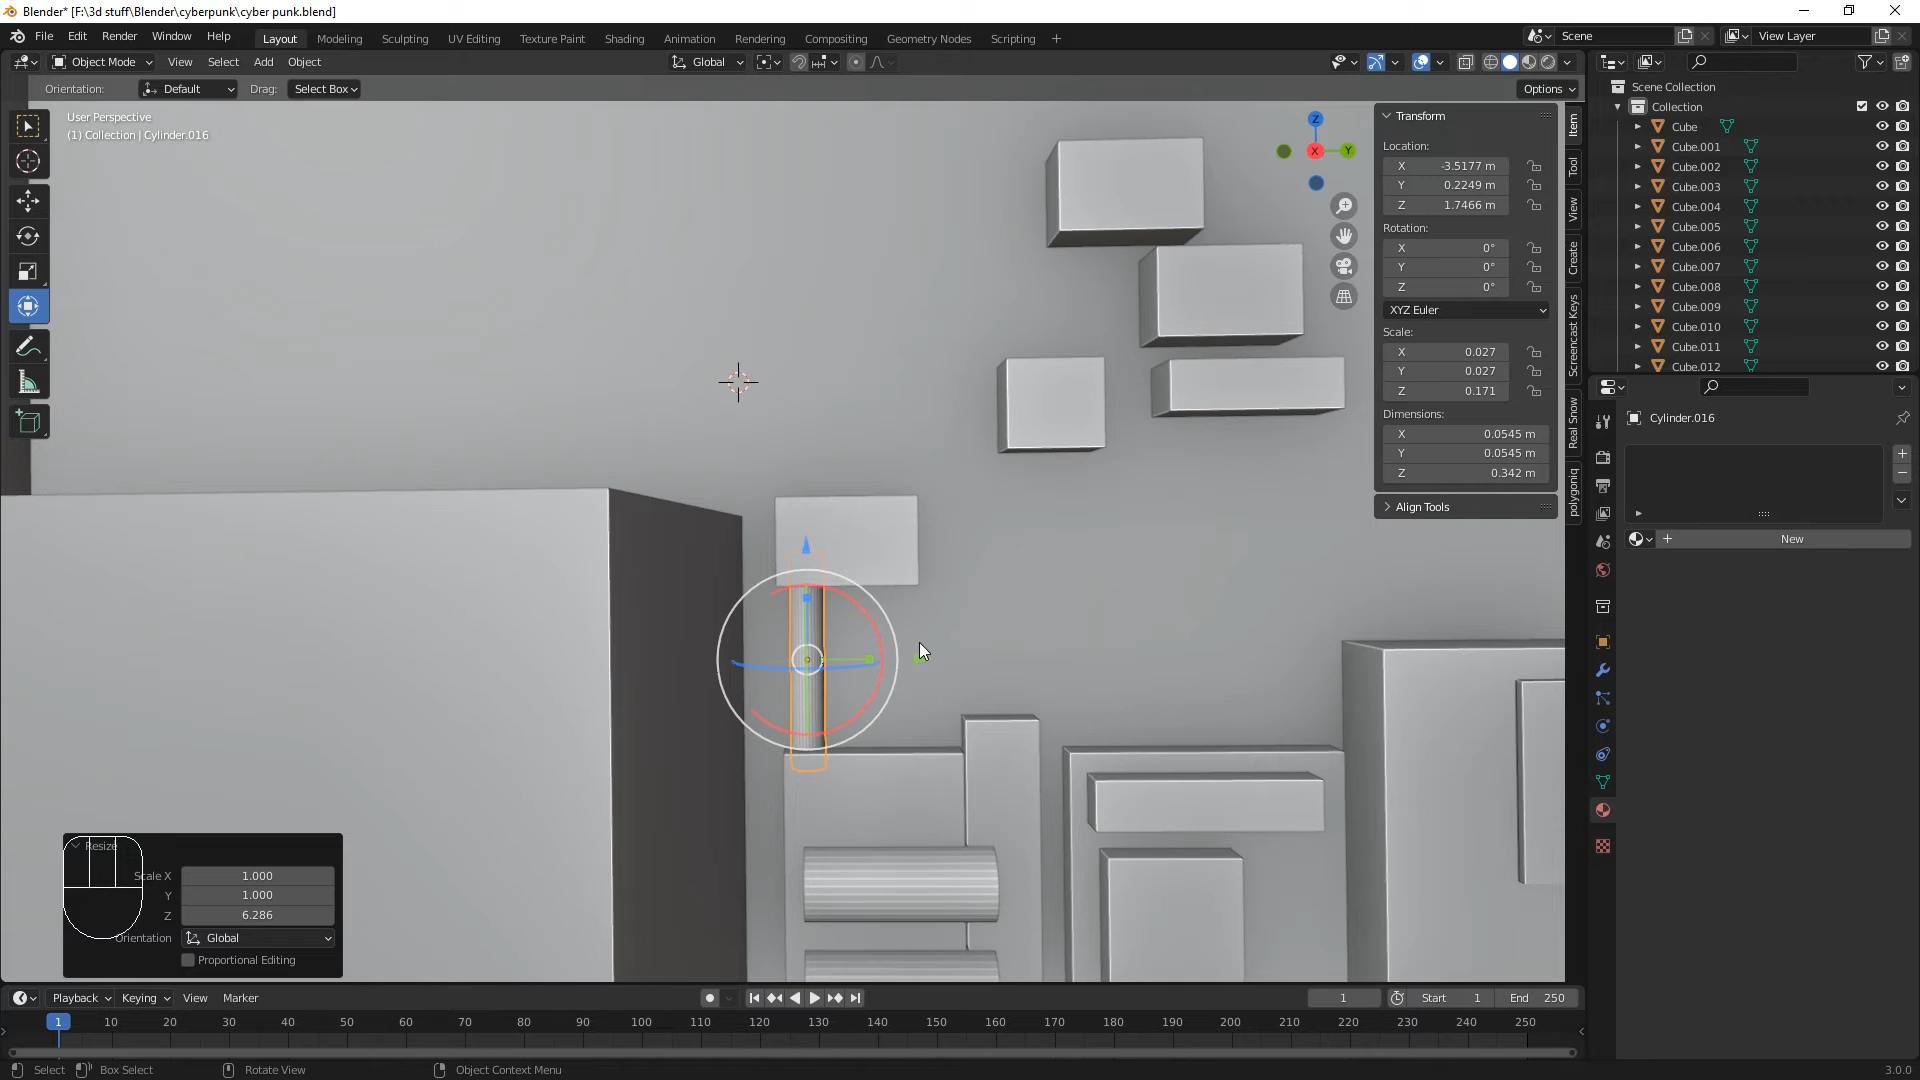 Blender* [F:\3d stuff\Blender\cyberpunk\cyber punk.blend]
File Edit Render Window Help
Layout Modeling Sculpting UV Editing Texture Paint Shading Animation Rendering Compositing Geometry Nodes Scripting +
Scene
View Layer
Object Mode View Select Add Object
Global
Orientation: Default Drag: Select Box
Options
User Perspective
(1) Collection | Cylinder.016
Z
X
Y
Transform
Location:
X -3.5177 m
Y 0.2249 m
Z 1.7466 m
Rotation:
X 0°
Y 0°
Z 0°
XYZ Euler
Scale:
X 0.027
Y 0.027
Z 0.171
Dimensions:
X 0.0545 m
Y 0.0545 m
Z 0.342 m
Align Tools
Item
Tool
View
Create
Screencast Keys
Real Snow
polygoniq
Scene Collection
Collection
Cube
Cube.001
Cube.002
Cube.003
Cube.004
Cube.005
Cube.006
Cube.007
Cube.008
Cube.009
Cube.010
Cube.011
Cube.012
Cylinder.016
New
Resize
Scale X 1.000
Y 1.000
Z 6.286
Orientation Global
Proportional Editing
Playback Keying View Marker
1
Start 1
End 250
1 10 20 30 40 50 60 70 80 90 100 110 120 130 140 150 160 170 180 190 200 210 220 230 240 250
Select Box Select Rotate View Object Context Menu
3.0.0